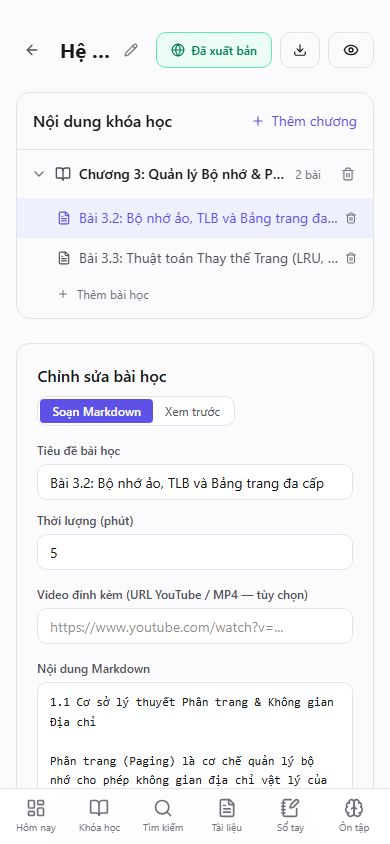 Hệ ...
Đã xuất bản
Nội dung khóa học
+ Thêm chương
Chương 3: Quản lý Bộ nhớ & P...
2 bài
Bài 3.2: Bộ nhớ ảo, TLB và Bảng trang đa...
Bài 3.3: Thuật toán Thay thế Trang (LRU, ...
+ Thêm bài học
Chỉnh sửa bài học
Soạn Markdown
Xem trước
Tiêu đề bài học
Bài 3.2: Bộ nhớ ảo, TLB và Bảng trang đa cấp
Thời lượng (phút)
5
Video đính kèm (URL YouTube / MP4 — tùy chọn)
https://www.youtube.com/watch?v=...
Nội dung Markdown
1.1 Cơ sở lý thuyết Phân trang & Không gian
Địa chỉ
Phân trang (Paging) là cơ chế quản lý bộ
nhớ cho phép không gian địa chỉ vật lý của
Hôm nay
Khóa học
Tìm kiếm
Tài liệu
Sổ tay
Ôn tập